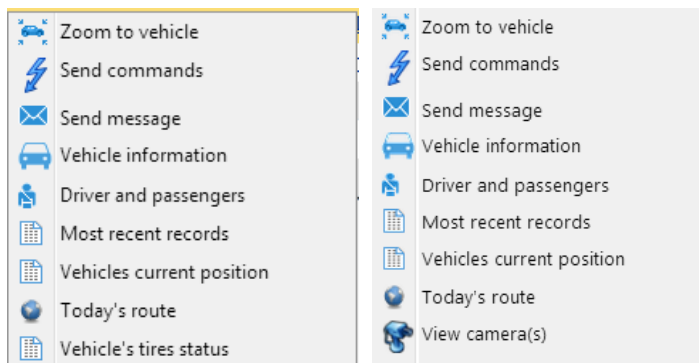 Zoom to vehicle
Send commands
Send message
Vehicle information
Driver and passengers
Most recent records
Vehicles current position
Today's route
Vehicle's tires status
Zoom to vehicle
Send commands
Send message
Vehicle information
Driver and passengers
Most recent records
Vehicles current position
Today's route
View camera(s)